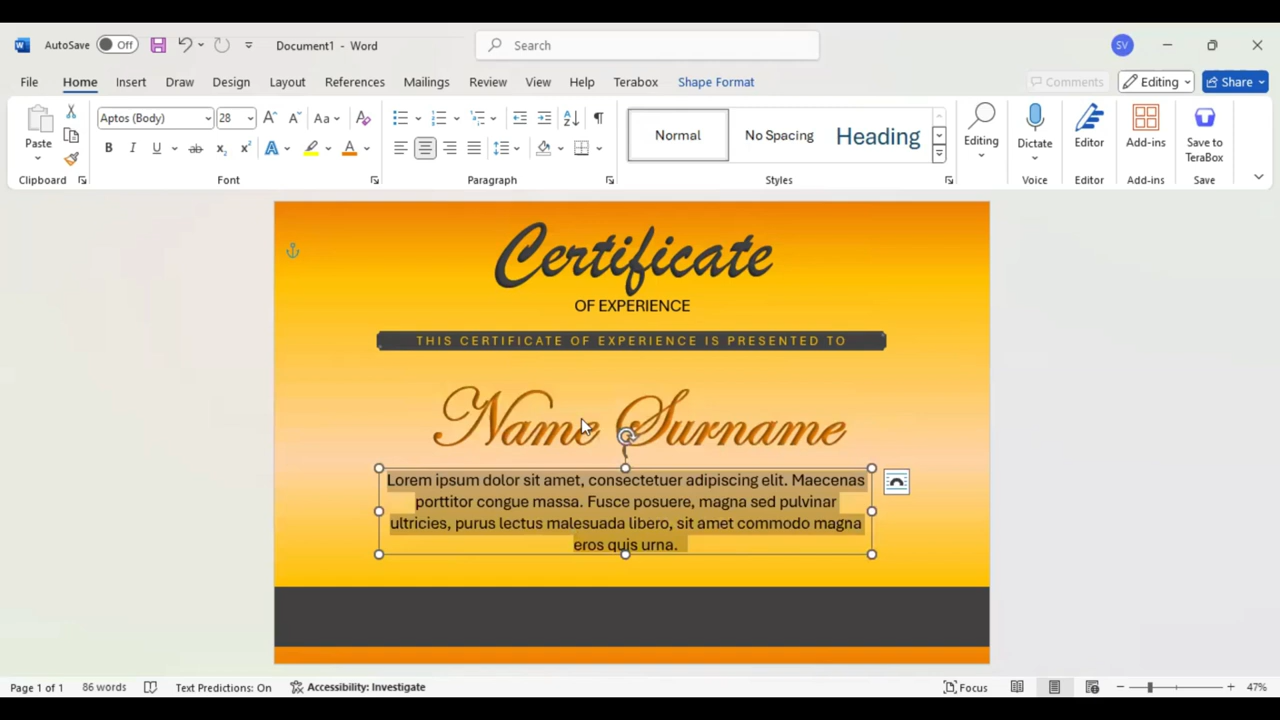 AutoSave Off Document1 - Word Search SV
File Home Insert Draw Design Layout References Mailings Review View Help Terabox Shape Format Comments Editing Share
Paste Aptos (Body) 28 Aa Normal No Spacing Heading Editing Dictate Editor Add-ins Save to TeraBox
B I U ab x₂ x² A A
Clipboard Font Paragraph Styles Voice Editor Add-ins Save
Certificate
OF EXPERIENCE
THIS CERTIFICATE OF EXPERIENCE IS PRESENTED TO
Name Surname
Lorem ipsum dolor sit amet, consectetuer adipiscing elit. Maecenas
porttitor congue massa. Fusce posuere, magna sed pulvinar
ultricies, purus lectus malesuada libero, sit amet commodo magna
eros quis urna.
Page 1 of 1 86 words Text Predictions: On Accessibility: Investigate Focus 47%